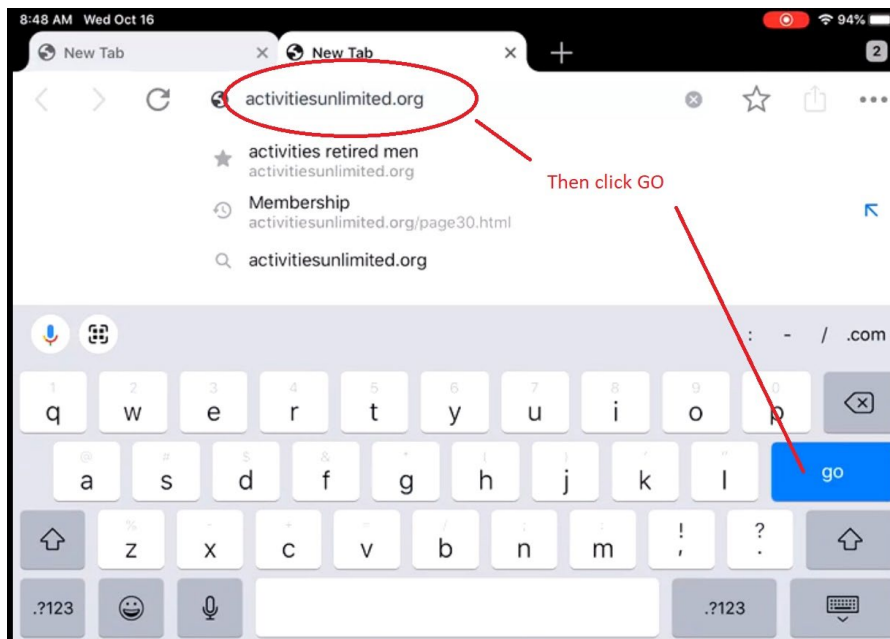 8:48 AM Wed Oct 16 94%
New Tab New Tab 2
activitiesunlimited.org
activities retired men
activitiesunlimited.org
Then click GO
Membership
activitiesunlimited.org/page30.html
activitiesunlimited.org
: - / .com
1 2 3 4 5 6 7 8 9 0
q w e r t y u i o p
@ # $ & * ( ) ' "
a s d f g h j k l go
% - + = / ; : ! ?
z x c v b n m , .
.?123 .?123